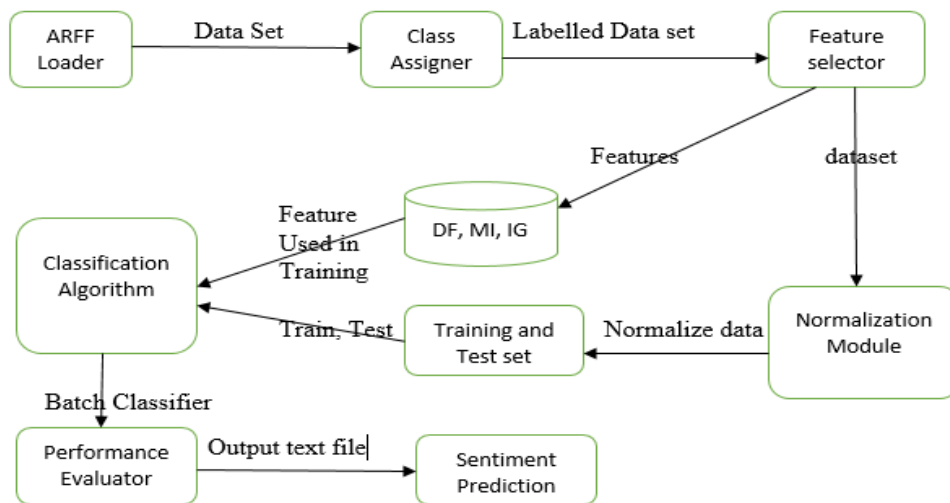 ARFF
Loader
Data Set
Class
Assigner
Labelled Data set
Feature
selector
Features
dataset
DF, MI, IG
Feature
Used in
Training
Classification
Algorithm
Train, Test
Training and
Test set
Normalize data
Normalization
Module
Batch Classifier
Performance
Evaluator
Output text file
Sentiment
Prediction